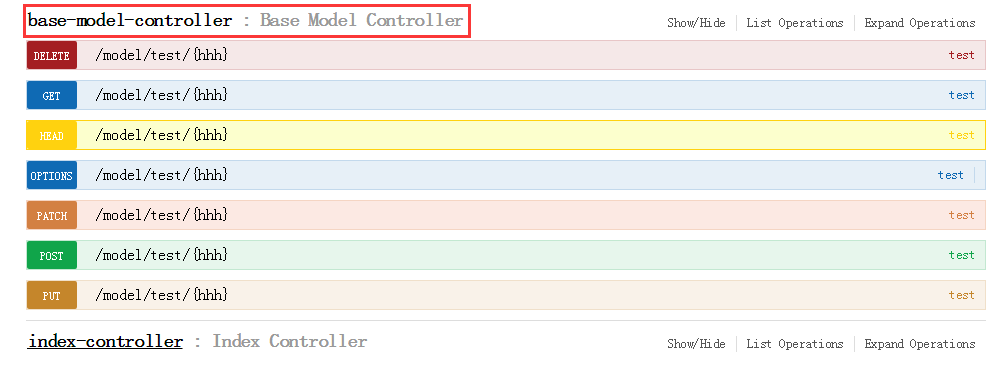 base-model-controller : Base Model Controller Show/Hide List Operations Expand Operations
DELETE /model/test/{hhh} test
GET /model/test/{hhh} test
HEAD /model/test/{hhh} test
OPTIONS /model/test/{hhh} test
PATCH /model/test/{hhh} test
POST /model/test/{hhh} test
PUT /model/test/{hhh} test
index-controller : Index Controller Show/Hide List Operations Expand Operations